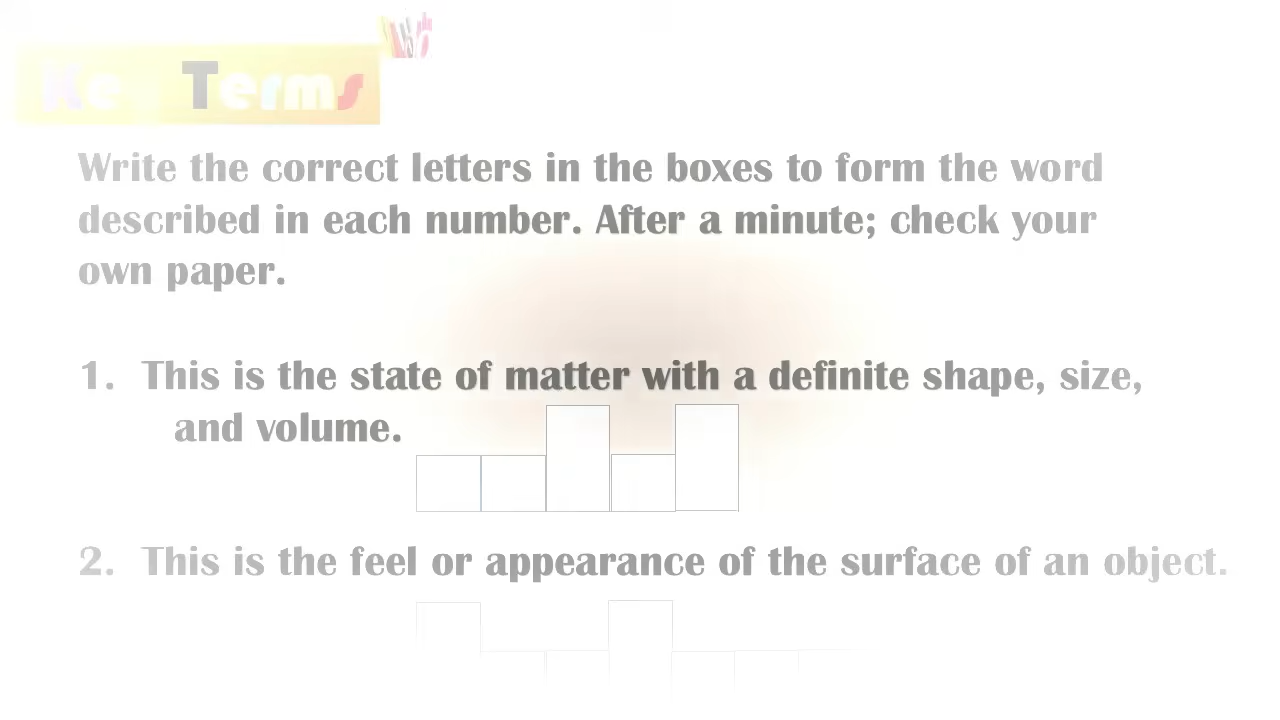 Key Terms
Write the correct letters in the boxes to form the word
described in each number. After a minute; check your
own paper.
1. This is the state of matter with a definite shape, size,
and volume.
2. This is the feel or appearance of the surface of an object.